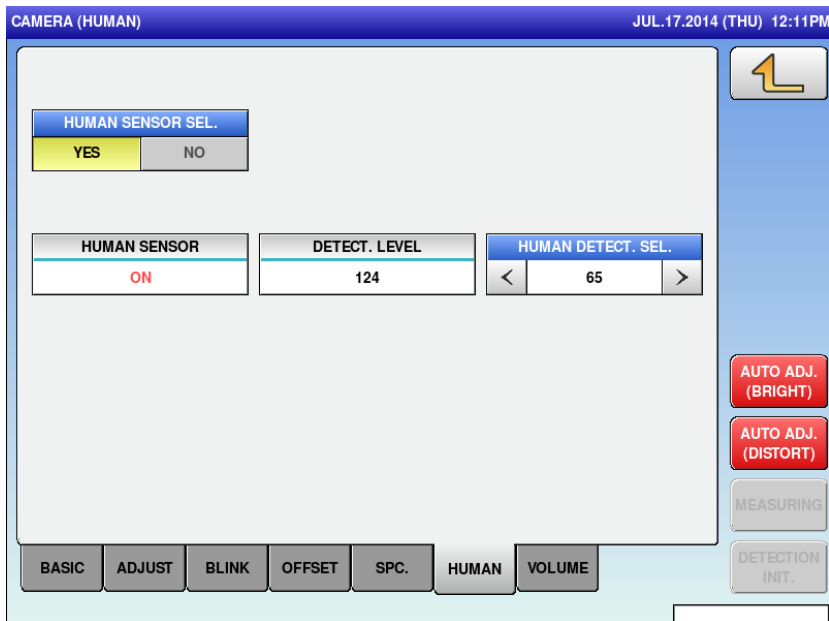 CAMERA (HUMAN) JUL.17.2014 (THU) 12:11PM
HUMAN SENSOR SEL.
YES NO
HUMAN SENSOR DETECT. LEVEL HUMAN DETECT. SEL.
ON 124 < 65 >
AUTO ADJ.
(BRIGHT)
AUTO ADJ.
(DISTORT)
MEASURING
DETECTION
INIT.
BASIC ADJUST BLINK OFFSET SPC. HUMAN VOLUME